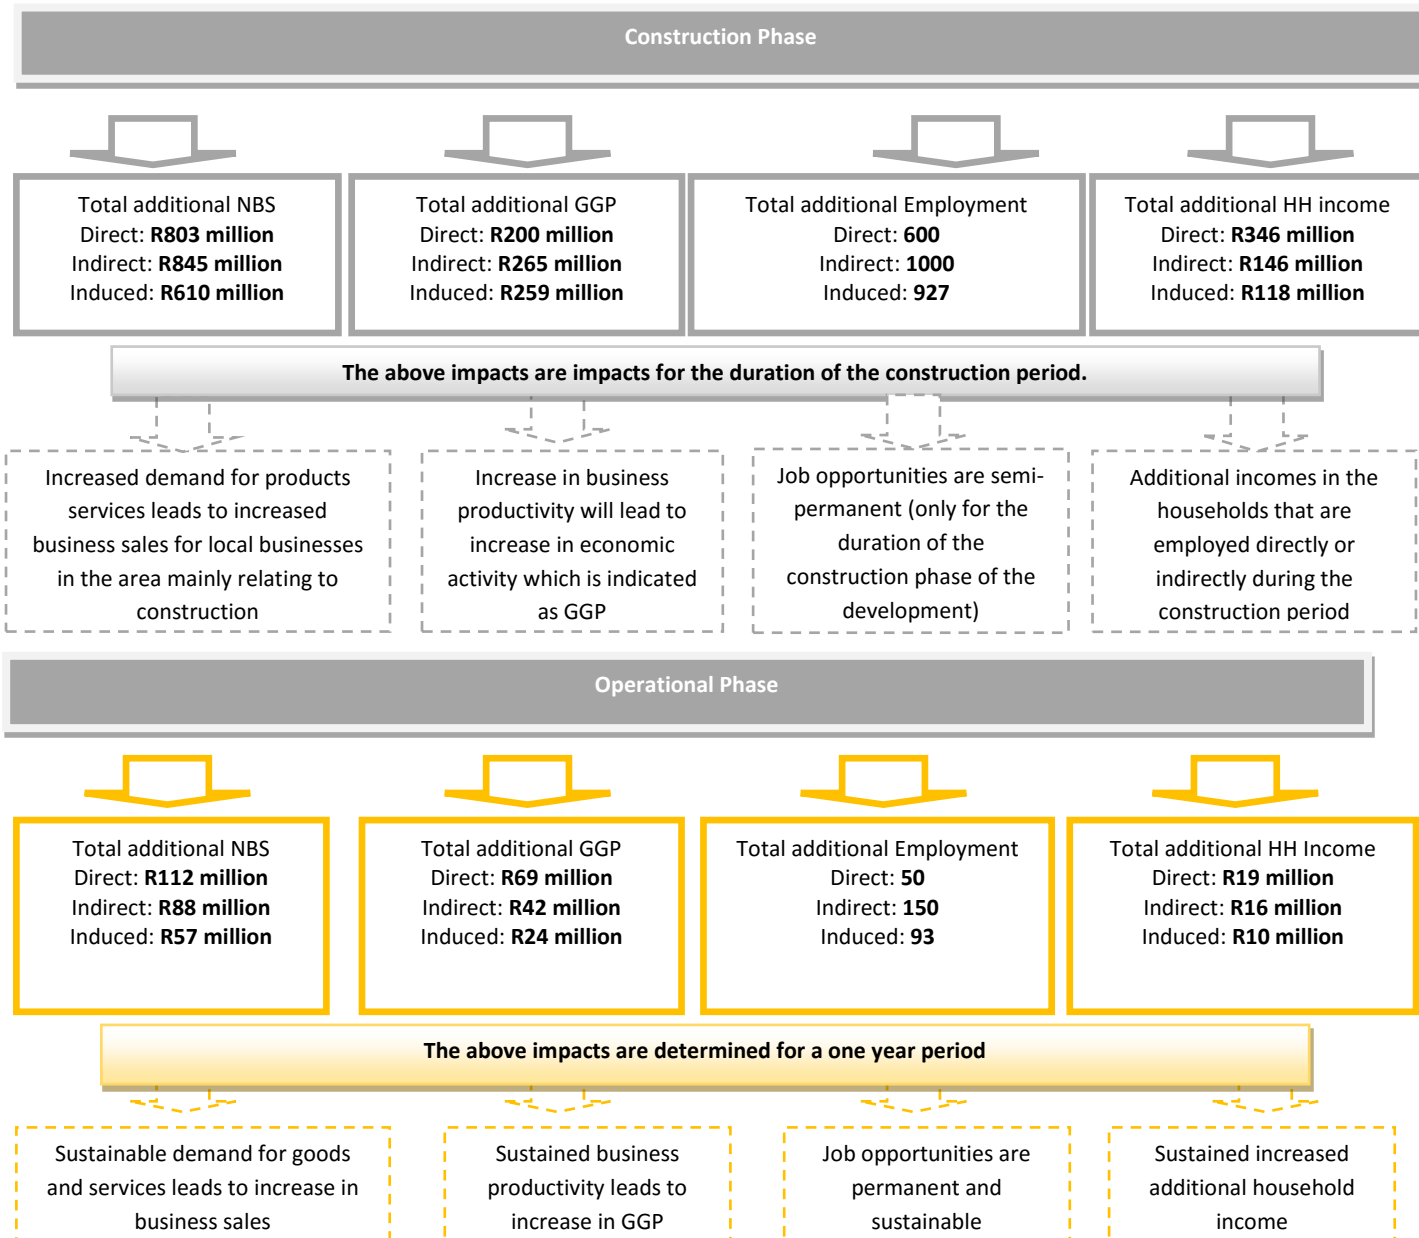 Construction Phase
Total additional NBS
Direct: R803 million
Indirect: R845 million
Induced: R610 million
Total additional GGP
Direct: R200 million
Indirect: R265 million
Induced: R259 million
Total additional Employment
Direct: 600
Indirect: 1000
Induced: 927
Total additional HH income
Direct: R346 million
Indirect: R146 million
Induced: R118 million
The above impacts are impacts for the duration of the construction period.
Increased demand for products
services leads to increased
business sales for local businesses
in the area mainly relating to
construction
Increase in business
productivity will lead to
increase in economic
activity which is indicated
as GGP
Job opportunities are semi-
permanent (only for the
duration of the
construction phase of the
development)
Additional incomes in the
households that are
employed directly or
indirectly during the
construction period
Operational Phase
Total additional NBS
Direct: R112 million
Indirect: R88 million
Induced: R57 million
Total additional GGP
Direct: R69 million
Indirect: R42 million
Induced: R24 million
Total additional Employment
Direct: 50
Indirect: 150
Induced: 93
Total additional HH Income
Direct: R19 million
Indirect: R16 million
Induced: R10 million
The above impacts are determined for a one year period
Sustainable demand for goods
and services leads to increase in
business sales
Sustained business
productivity leads to
increase in GGP
Job opportunities are
permanent and
sustainable
Sustained increased
additional household
income